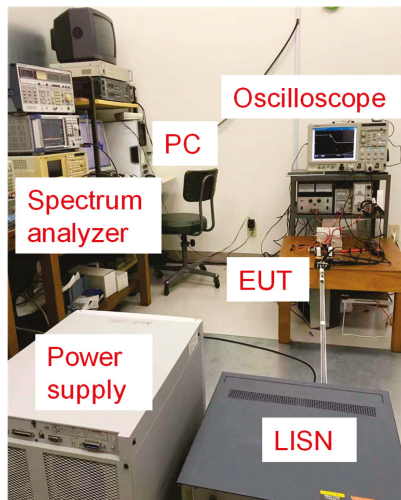 Oscilloscope
PC
Spectrum
analyzer
EUT
Power
supply
LISN